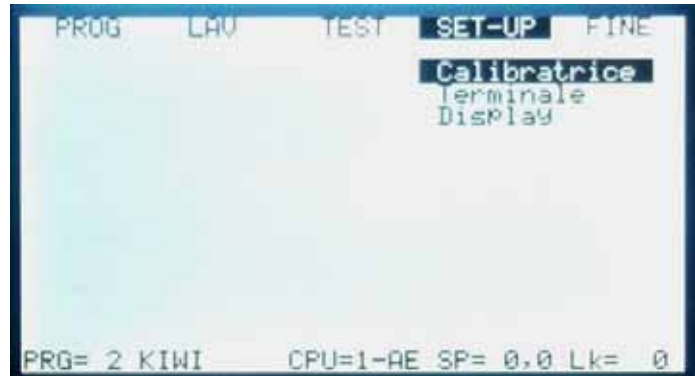 PROG LAV TEST SET-UP FINE
Calibratrice
Terminale
Display
PRG= 2 KIWI CPU=1-AE SP= 0,0 Lk= 0